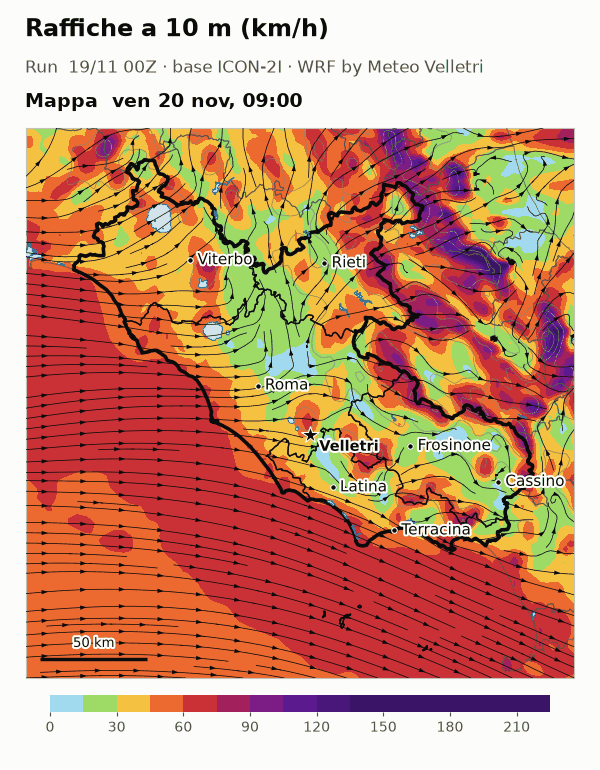 Raffiche a 10 m (km/h)
Run 19/11 00Z · base ICON-2I · WRF by Meteo Velletri
Mappa ven 20 nov, 09:00
Viterbo
Rieti
Roma
Velletri
Frosinone
Cassino
Latina
Terracina
50 km
0 30 60 90 120 150 180 210